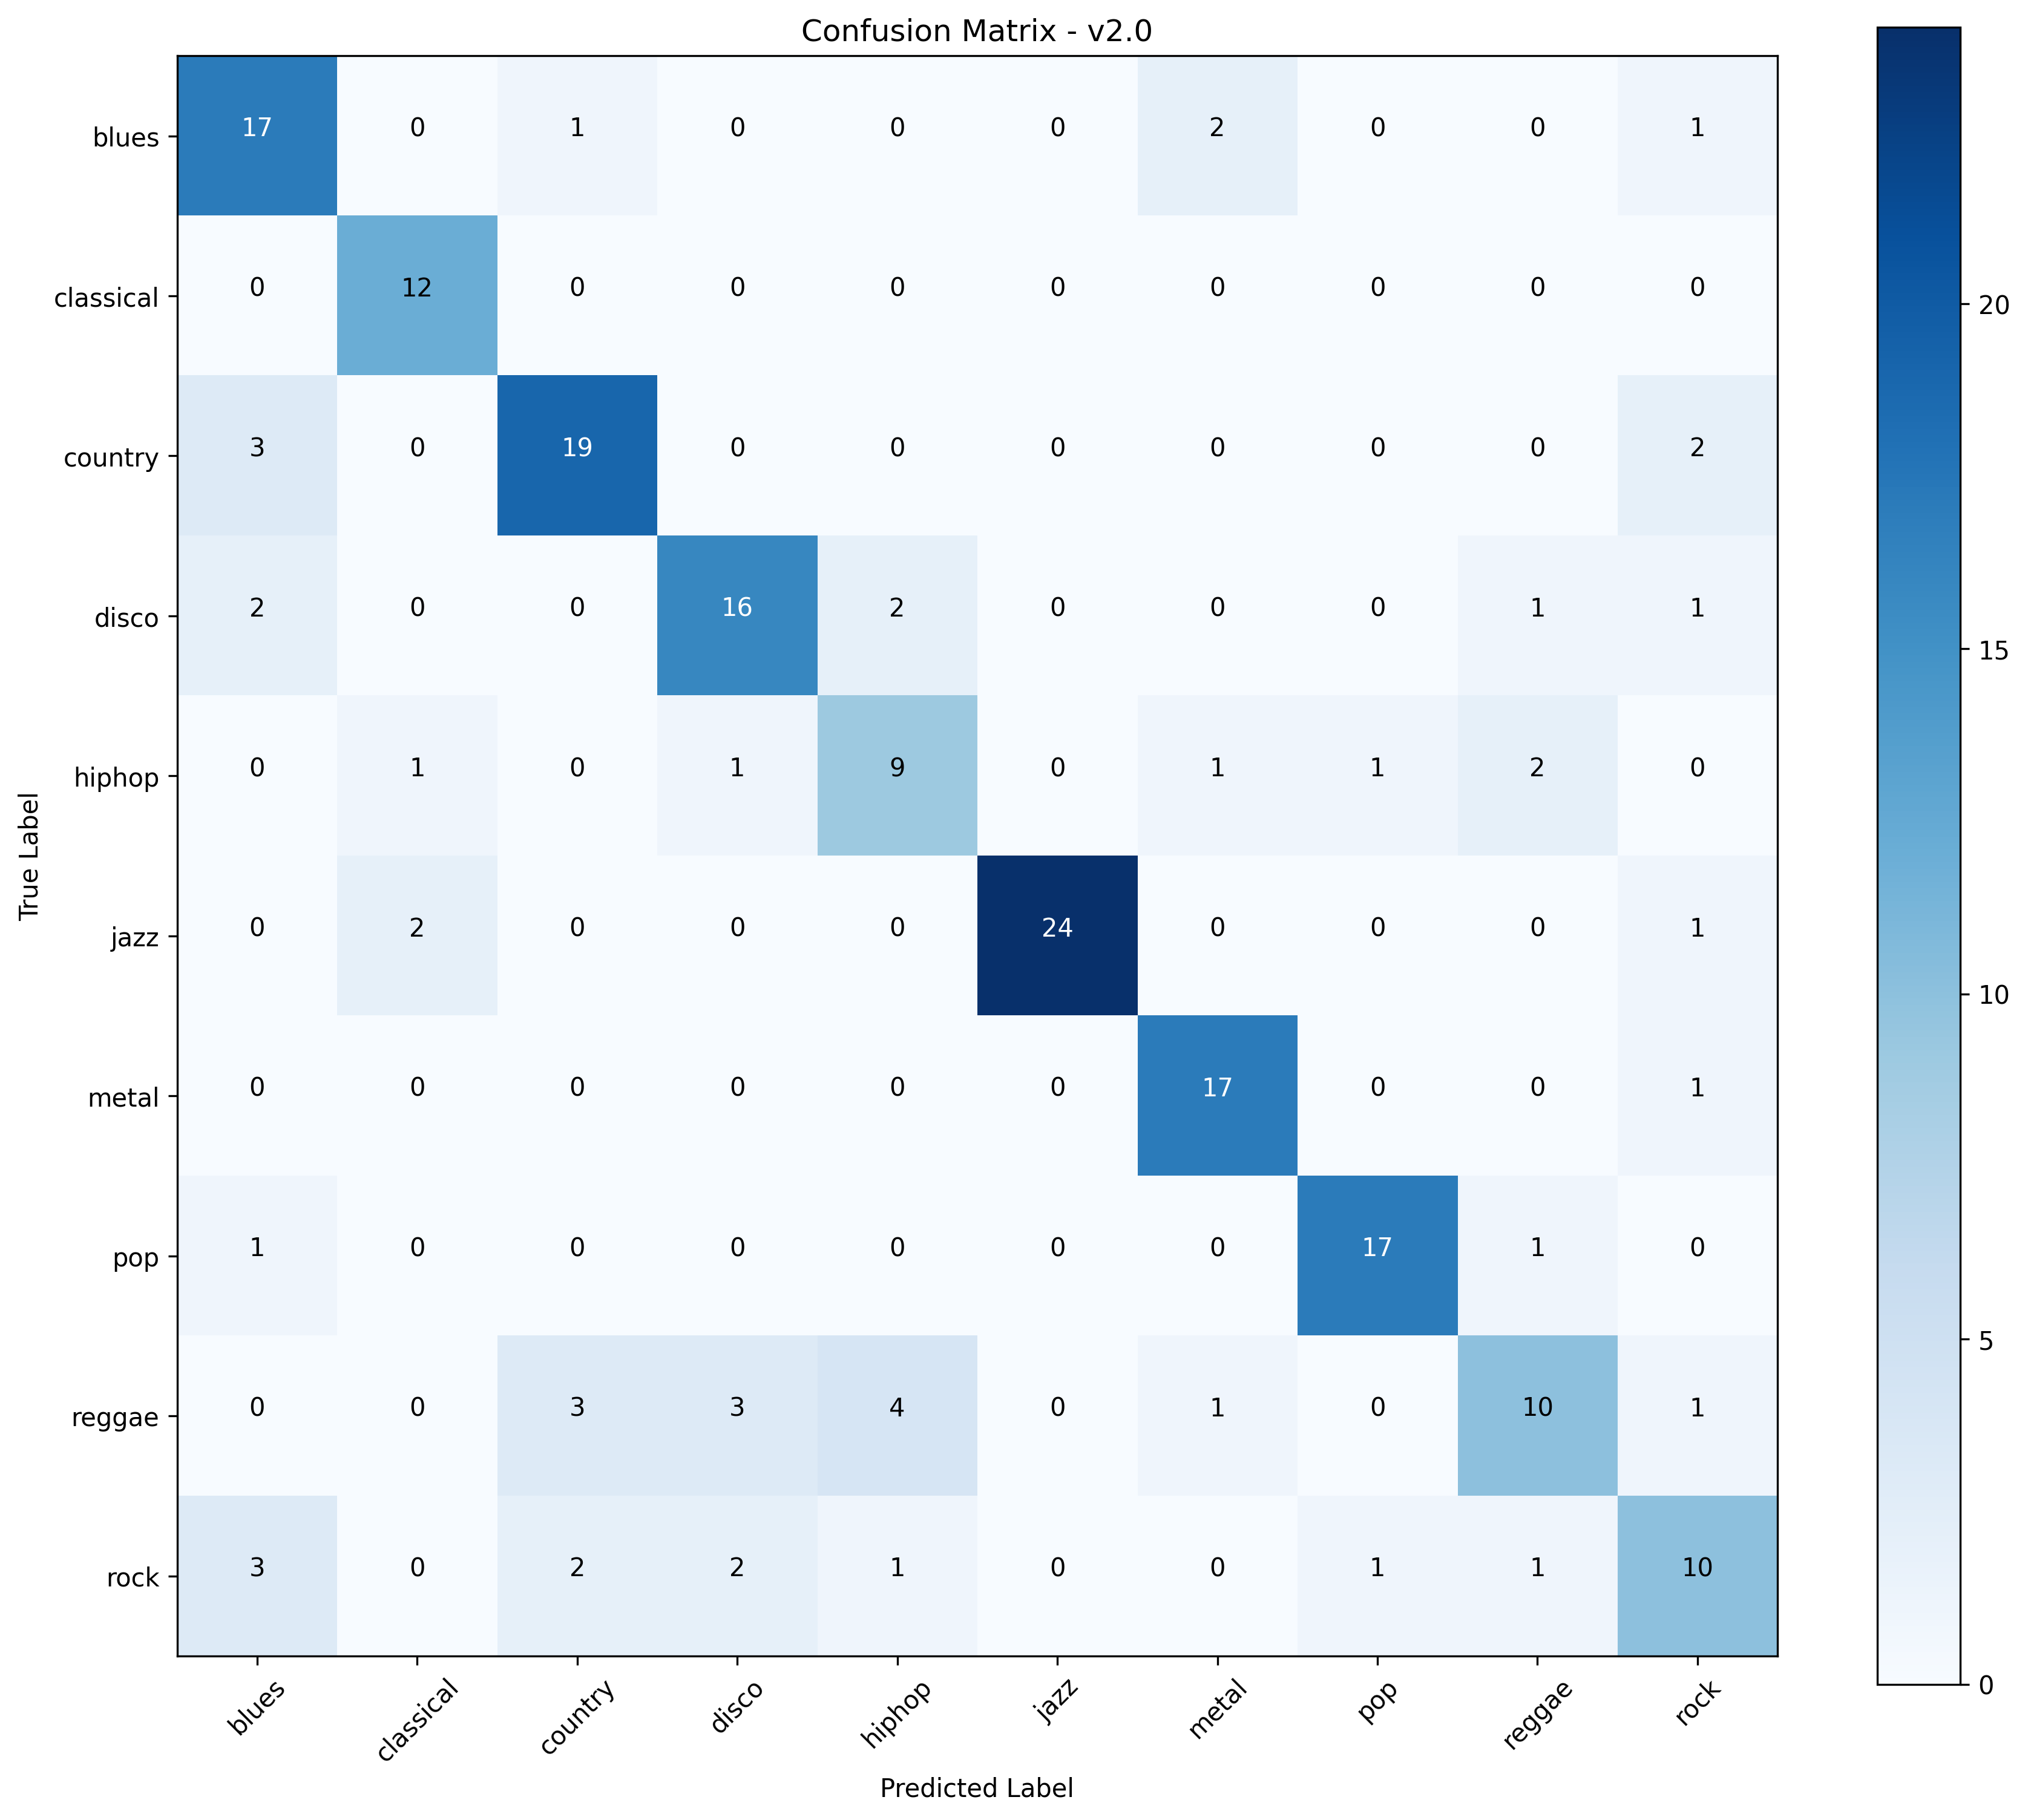 Confusion Matrix - v2.0
True Label
blues 17 0 1 0 0 0 2 0 0 1
classical 0 12 0 0 0 0 0 0 0 0
country 3 0 19 0 0 0 0 0 0 2
disco 2 0 0 16 2 0 0 0 1 1
hiphop 0 1 0 1 9 0 1 1 2 0
jazz 0 2 0 0 0 24 0 0 0 1
metal 0 0 0 0 0 0 17 0 0 1
pop 1 0 0 0 0 0 0 17 1 0
reggae 0 0 3 3 4 0 1 0 10 1
rock 3 0 2 2 1 0 0 1 1 10
blues classical country disco hiphop jazz metal pop reggae rock
Predicted Label
20
15
10
5
0